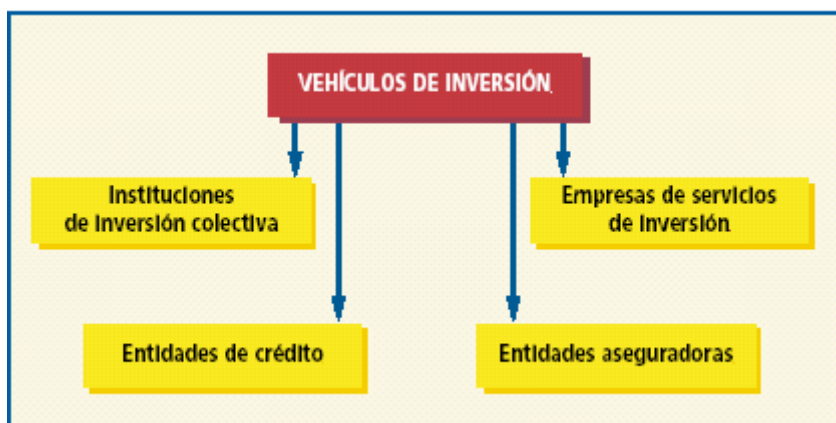 VEHÍCULOS DE INVERSIÓN
Instituciones
de inversión colectiva
Empresas de servicios
de inversión
Entidades de crédito
Entidades aseguradoras